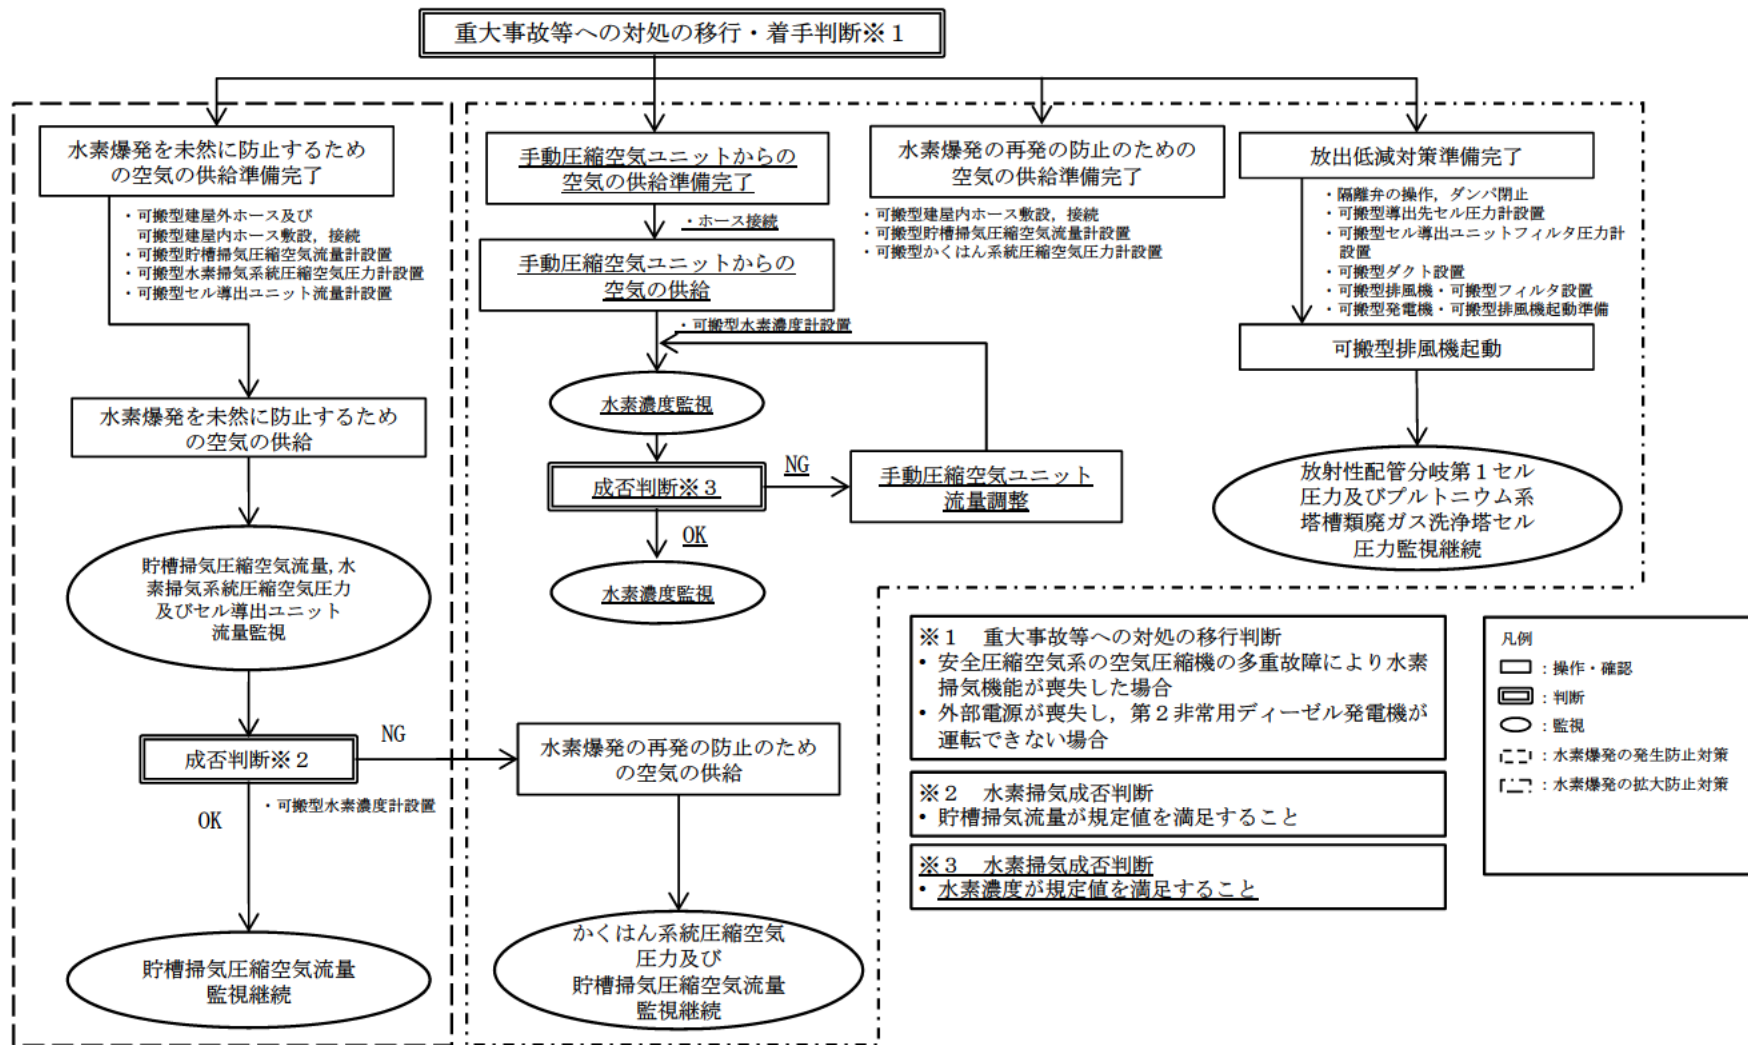 重大事故等への対処の移行・着手判断※１
水素爆発を未然に防止するため
の空気の供給準備完了
・可搬型建屋外ホース及び
可搬型建屋内ホース敷設，接続
・可搬型貯槽掃気圧縮空気流量計設置
・可搬型水素掃気系統圧縮空気圧力計設置
・可搬型セル導出ユニット流量計設置
水素爆発を未然に防止するため
の空気の供給
貯槽掃気圧縮空気流量，水
素掃気系統圧縮空気圧力
及びセル導出ユニット
流量監視
成否判断※２
NG
・可搬型水素濃度計設置
OK
貯槽掃気圧縮空気流量
監視継続
手動圧縮空気ユニットからの
空気の供給準備完了
・ホース接続
手動圧縮空気ユニットからの
空気の供給
・可搬型水素濃度計設置
水素濃度監視
成否判断※３
NG
手動圧縮空気ユニット
流量調整
OK
水素濃度監視
水素爆発の再発の防止のための
空気の供給準備完了
・可搬型建屋内ホース敷設，接続
・可搬型貯槽掃気圧縮空気流量計設置
・可搬型かくはん系統圧縮空気圧力計設置
水素爆発の再発の防止のため
の空気の供給
かくはん系統圧縮空気
圧力及び
貯槽掃気圧縮空気流量
監視継続
放出低減対策準備完了
・隔離弁の操作，ダンパ閉止
・可搬型導出先セル圧力計設置
・可搬型セル導出ユニットフィルタ圧力計
設置
・可搬型ダクト設置
・可搬型排風機・可搬型フィルタ設置
・可搬型発電機・可搬型排風機起動準備
可搬型排風機起動
放射性配管分岐第１セル
圧力及びプルトニウム系
塔槽類廃ガス洗浄塔セル
圧力監視継続
※１　重大事故等への対処の移行判断
• 安全圧縮空気系の空気圧縮機の多重故障により水素
掃気機能が喪失した場合
• 外部電源が喪失し，第２非常用ディーゼル発電機が
運転できない場合
※２　水素掃気成否判断
• 貯槽掃気流量が規定値を満足すること
※３　水素掃気成否判断
• 水素濃度が規定値を満足すること
凡例
：操作・確認
：判断
：監視
：水素爆発の発生防止対策
：水素爆発の拡大防止対策